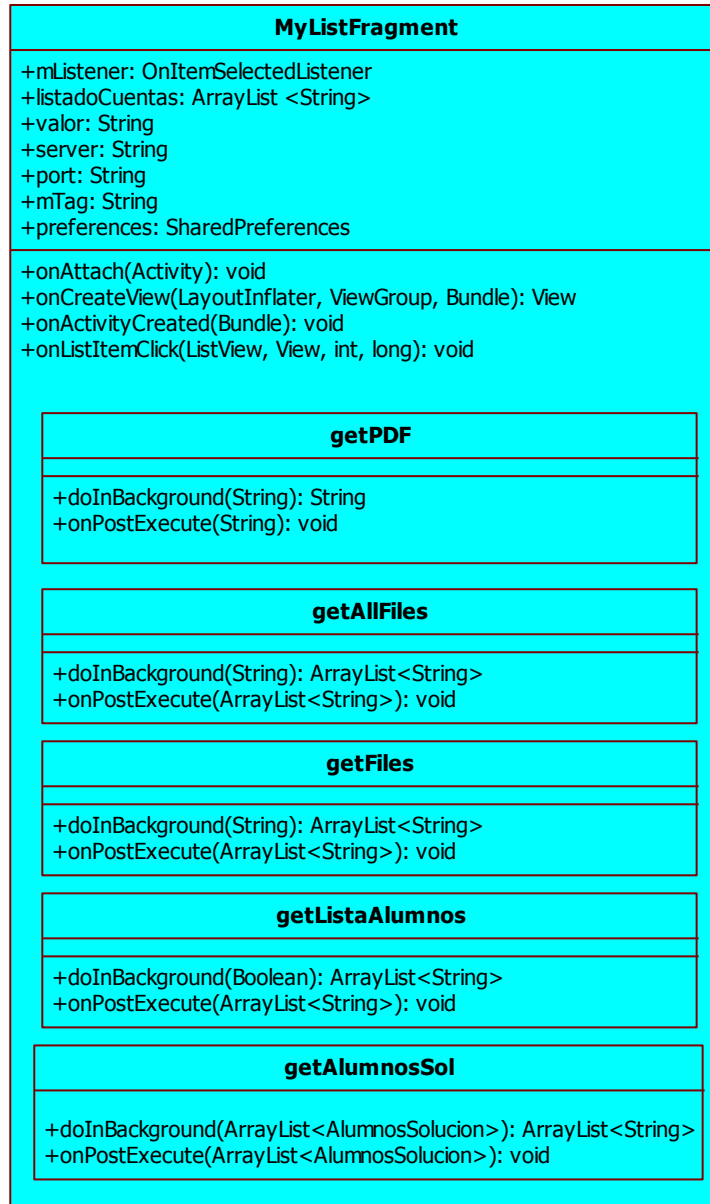 MyListFragment
+mListener: OnItemSelectedListener
+listadoCuentas: ArrayList <String>
+valor: String
+server: String
+port: String
+mTag: String
+preferences: SharedPreferences
+onAttach(Activity): void
+onCreateView(LayoutInflater, ViewGroup, Bundle): View
+onActivityCreated(Bundle): void
+onListItemClick(ListView, View, int, long): void
getPDF
+doInBackground(String): String
+onPostExecute(String): void
getAllFiles
+doInBackground(String): ArrayList<String>
+onPostExecute(ArrayList<String>): void
getFiles
+doInBackground(String): ArrayList<String>
+onPostExecute(ArrayList<String>): void
getListaAlumnos
+doInBackground(Boolean): ArrayList<String>
+onPostExecute(ArrayList<String>): void
getAlumnosSol
+doInBackground(ArrayList<AlumnosSolucion>): ArrayList<String>
+onPostExecute(ArrayList<AlumnosSolucion>): void